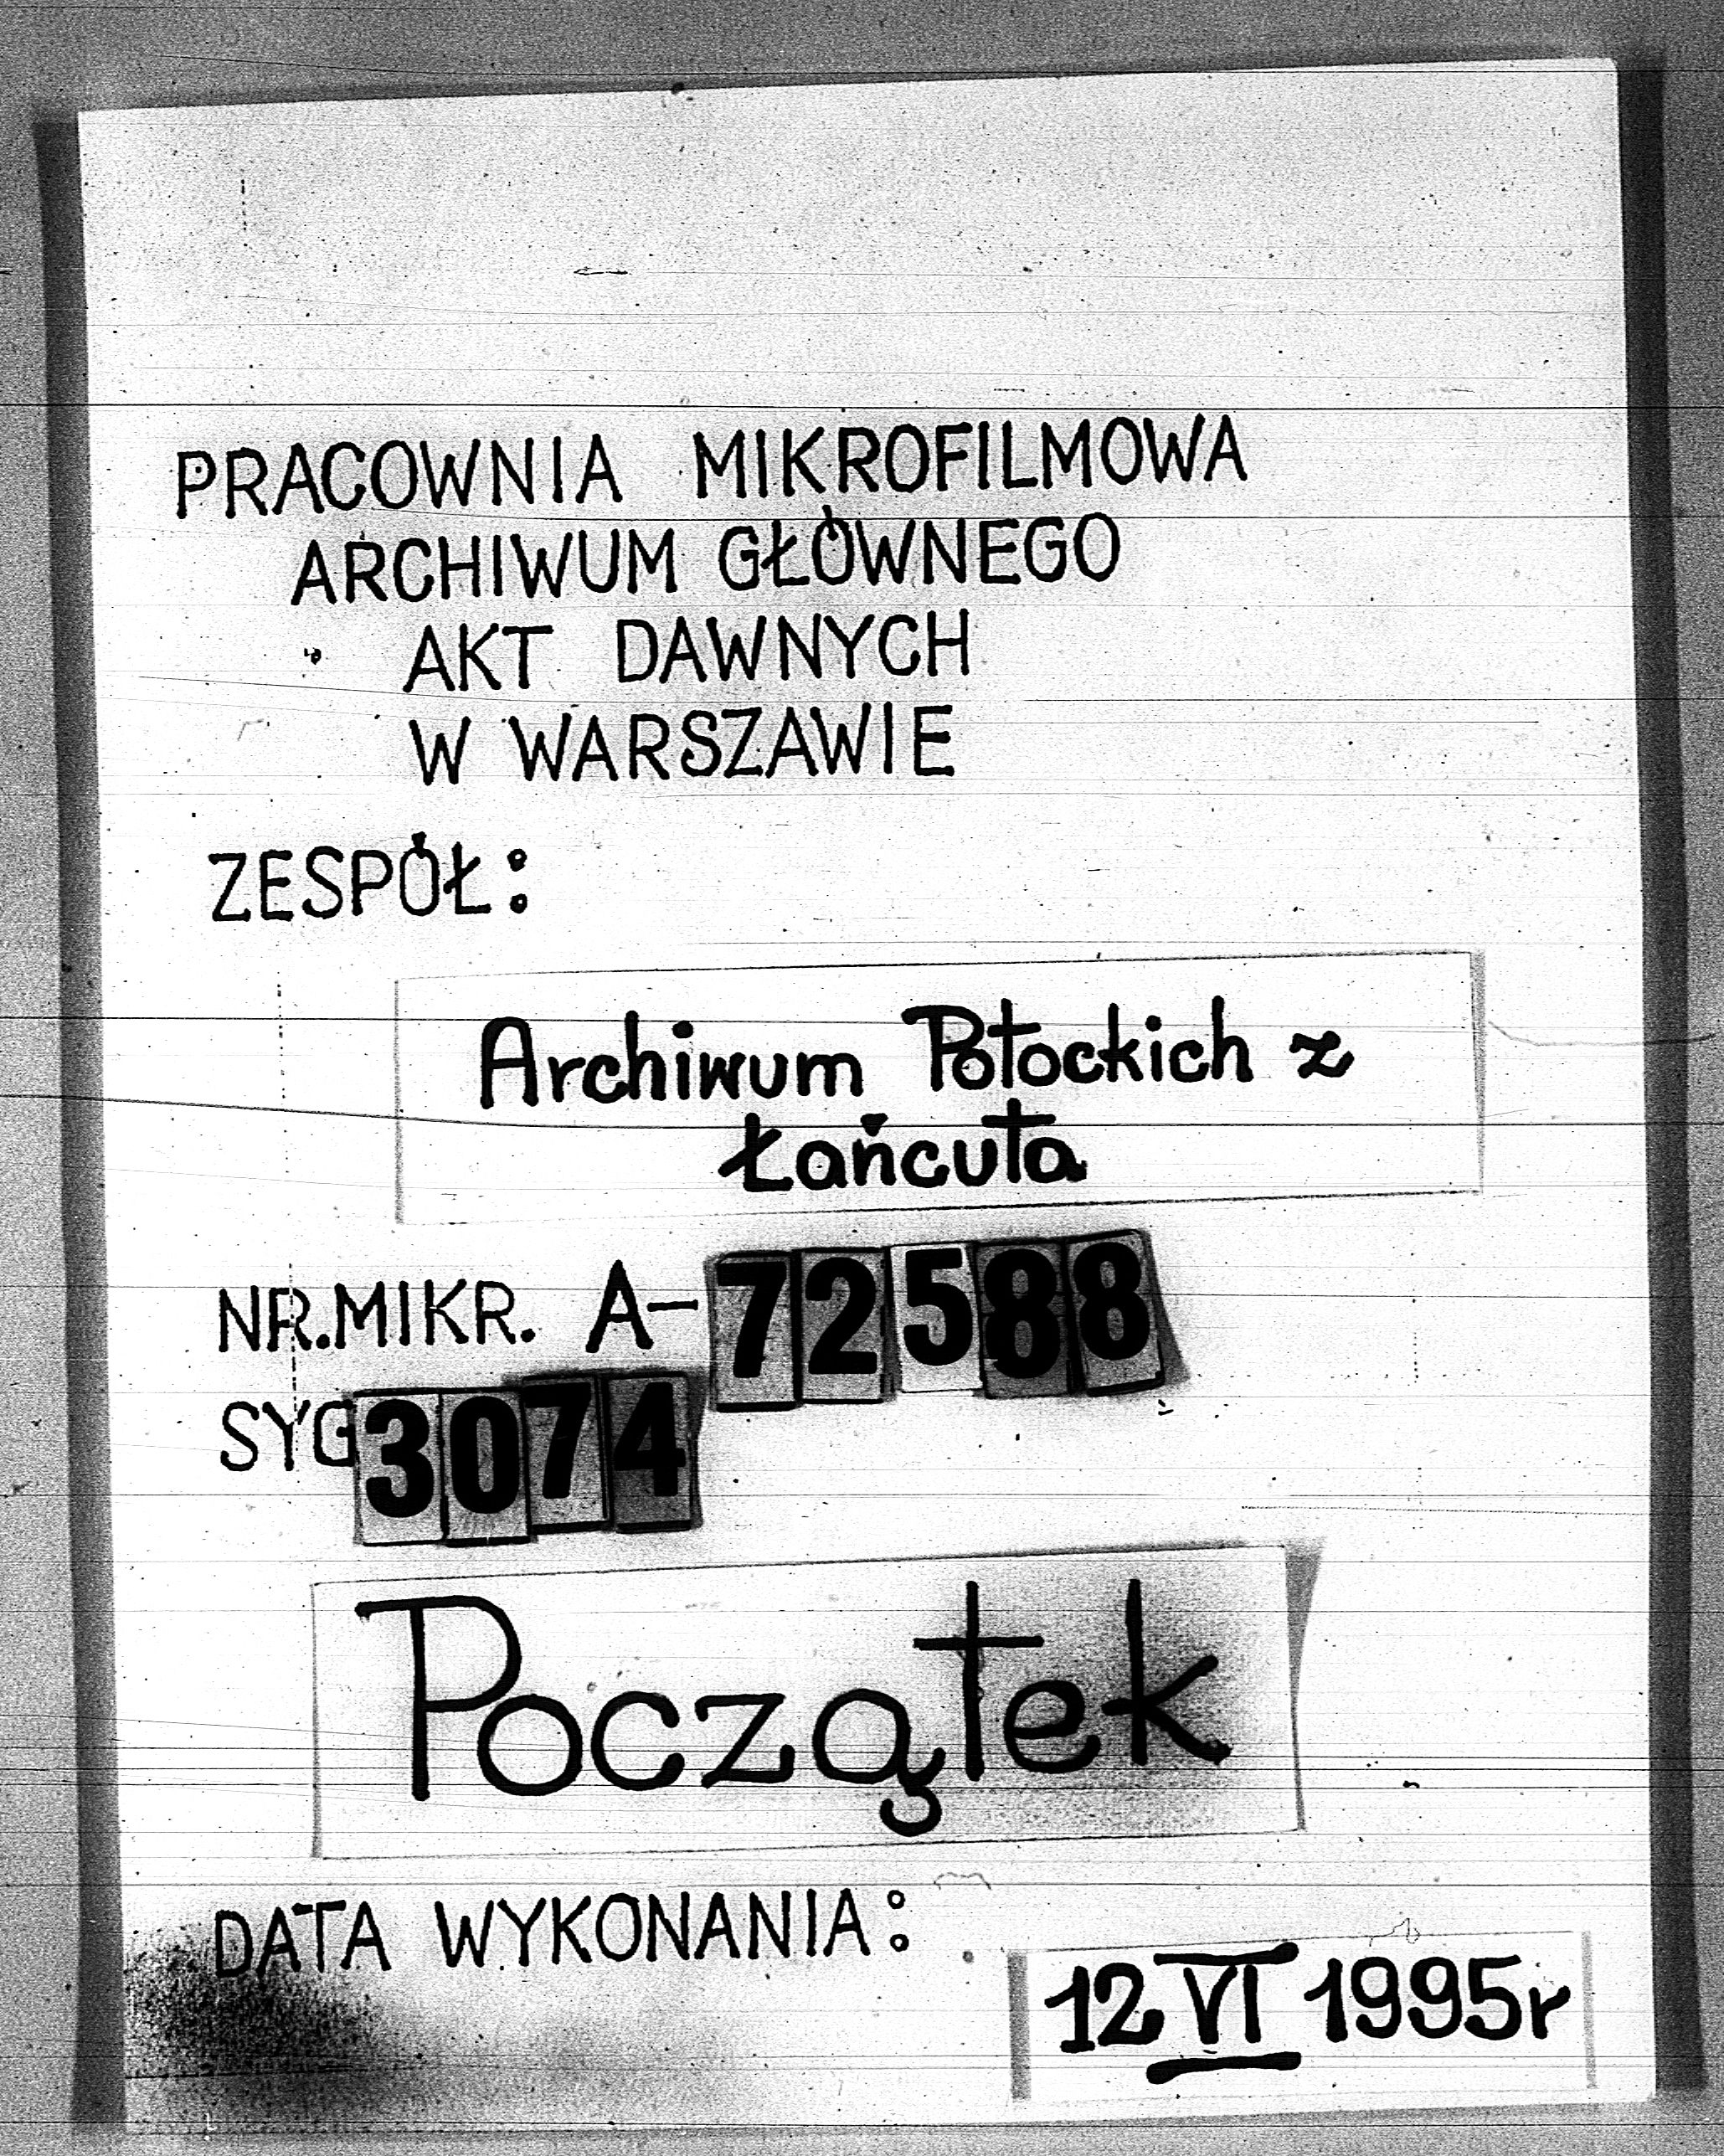 PRACOWNIA MIKROFILMOWA
ARCHIWUM GŁÓWNEGO
AKT DAWNYCH
W WARSZAWIE
ZESPÓŁ:
Archiwum Potockich z
Łańcuta
NR.MIKR. A-72588
SYG 3074
Początek
DATA WYKONANIA:
12 VI 1995r